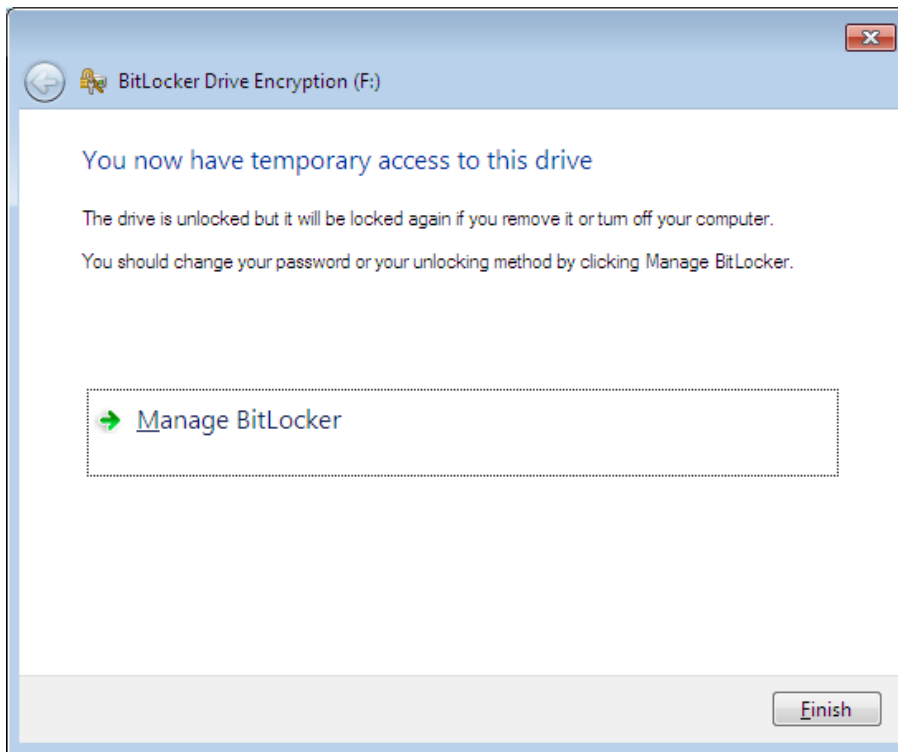 BitLocker Drive Encryption (F:)
You now have temporary access to this drive
The drive is unlocked but it will be locked again if you remove it or turn off your computer.
You should change your password or your unlocking method by clicking Manage BitLocker.
Manage BitLocker
Finish